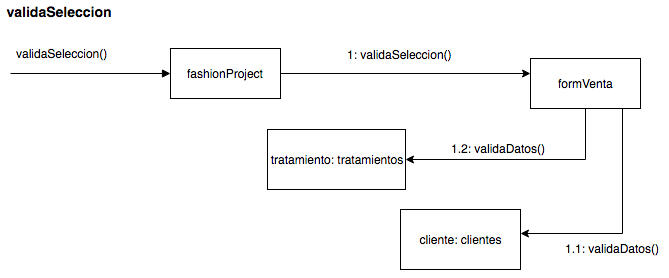 validaSeleccion
validaSeleccion()
1: validaSeleccion()
fashionProject
formVenta
1.2: validaDatos()
tratamiento: tratamientos
cliente: clientes
1.1: validaDatos()